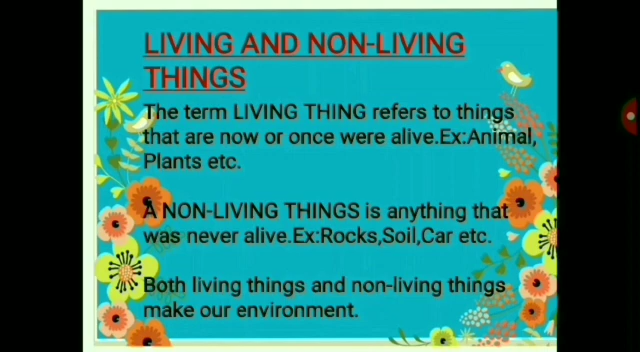 LIVING AND NON-LIVING
THINGS
The term LIVING THING refers to things
that are now or once were alive.Ex:Animal,
Plants etc.
A NON-LIVING THINGS is anything that
was never alive.Ex:Rocks,Soil,Car etc.
Both living things and non-living things
make our environment.